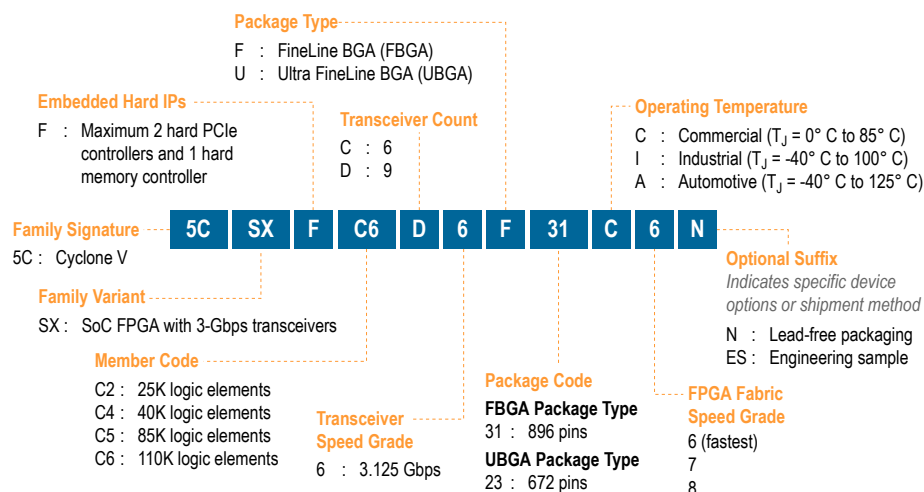 Package Type
F : FineLine BGA (FBGA)
U : Ultra FineLine BGA (UBGA)
Embedded Hard IPs
F : Maximum 2 hard PCIe
controllers and 1 hard
memory controller
Transceiver Count
C : 6
D : 9
Operating Temperature
C : Commercial (TJ = 0° C to 85° C)
I : Industrial (TJ = -40° C to 100° C)
A : Automotive (TJ = -40° C to 125° C)
Family Signature
5C : Cyclone V
5C SX F C6 D 6 F 31 C 6 N
Family Variant
SX : SoC FPGA with 3-Gbps transceivers
Member Code
C2 : 25K logic elements
C4 : 40K logic elements
C5 : 85K logic elements
C6 : 110K logic elements
Transceiver
Speed Grade
6 : 3.125 Gbps
Package Code
FBGA Package Type
31 : 896 pins
UBGA Package Type
23 : 672 pins
FPGA Fabric
Speed Grade
6 (fastest)
7
8
Optional Suffix
Indicates specific device
options or shipment method
N : Lead-free packaging
ES : Engineering sample